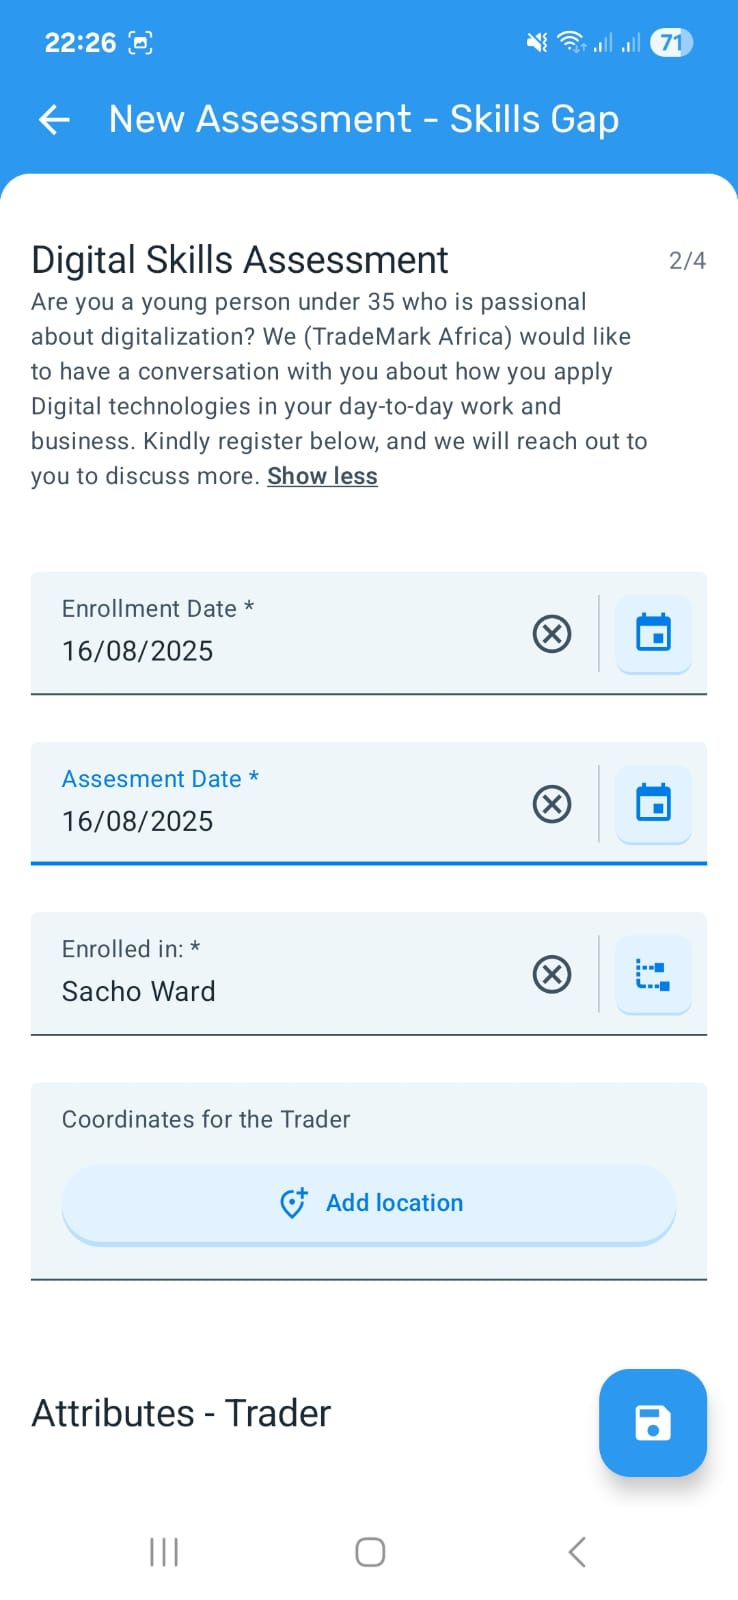 22:26
71
New Assessment - Skills Gap
Digital Skills Assessment
2/4
Are you a young person under 35 who is passional
about digitalization? We (TradeMark Africa) would like
to have a conversation with you about how you apply
Digital technologies in your day-to-day work and
business. Kindly register below, and we will reach out to
you to discuss more. Show less
Enrollment Date *
16/08/2025
Assesment Date *
16/08/2025
Enrolled in: *
Sacho Ward
Coordinates for the Trader
Add location
Attributes - Trader